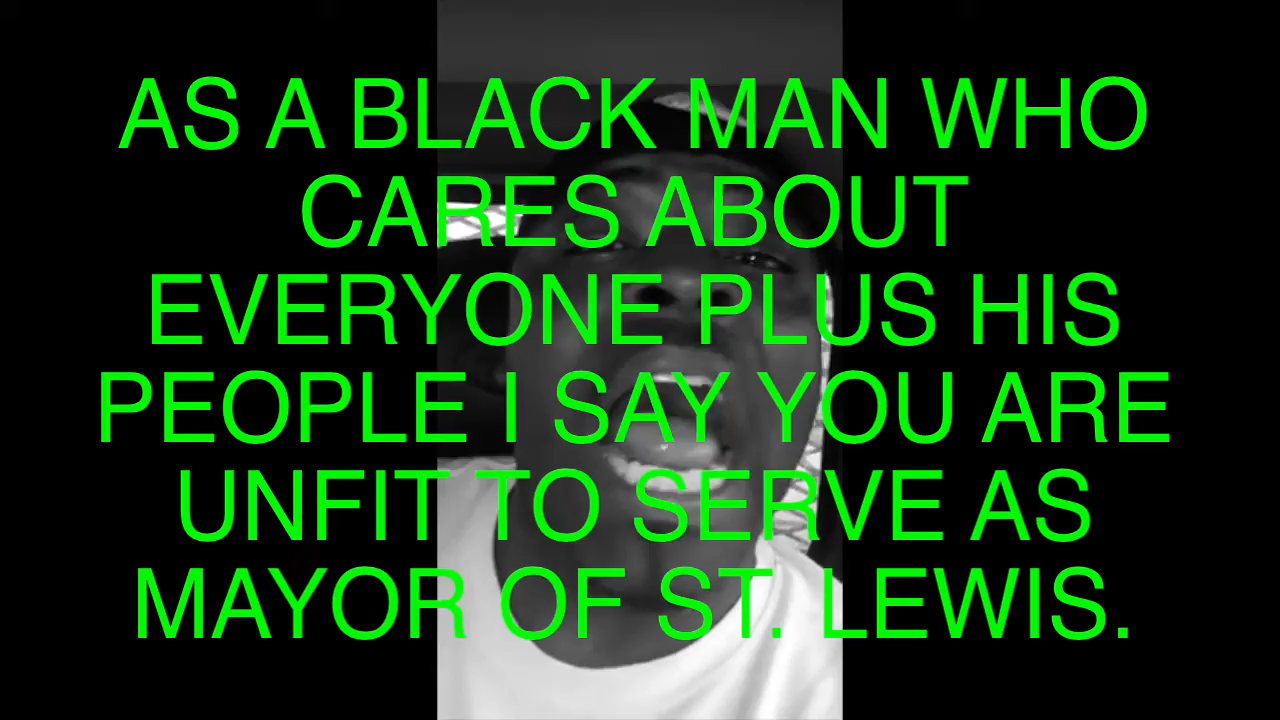 AS A BLACK MAN WHO
CARES ABOUT
EVERYONE PLUS HIS
PEOPLE I SAY YOU ARE
UNFIT TO SERVE AS
MAYOR OF ST. LEWIS.